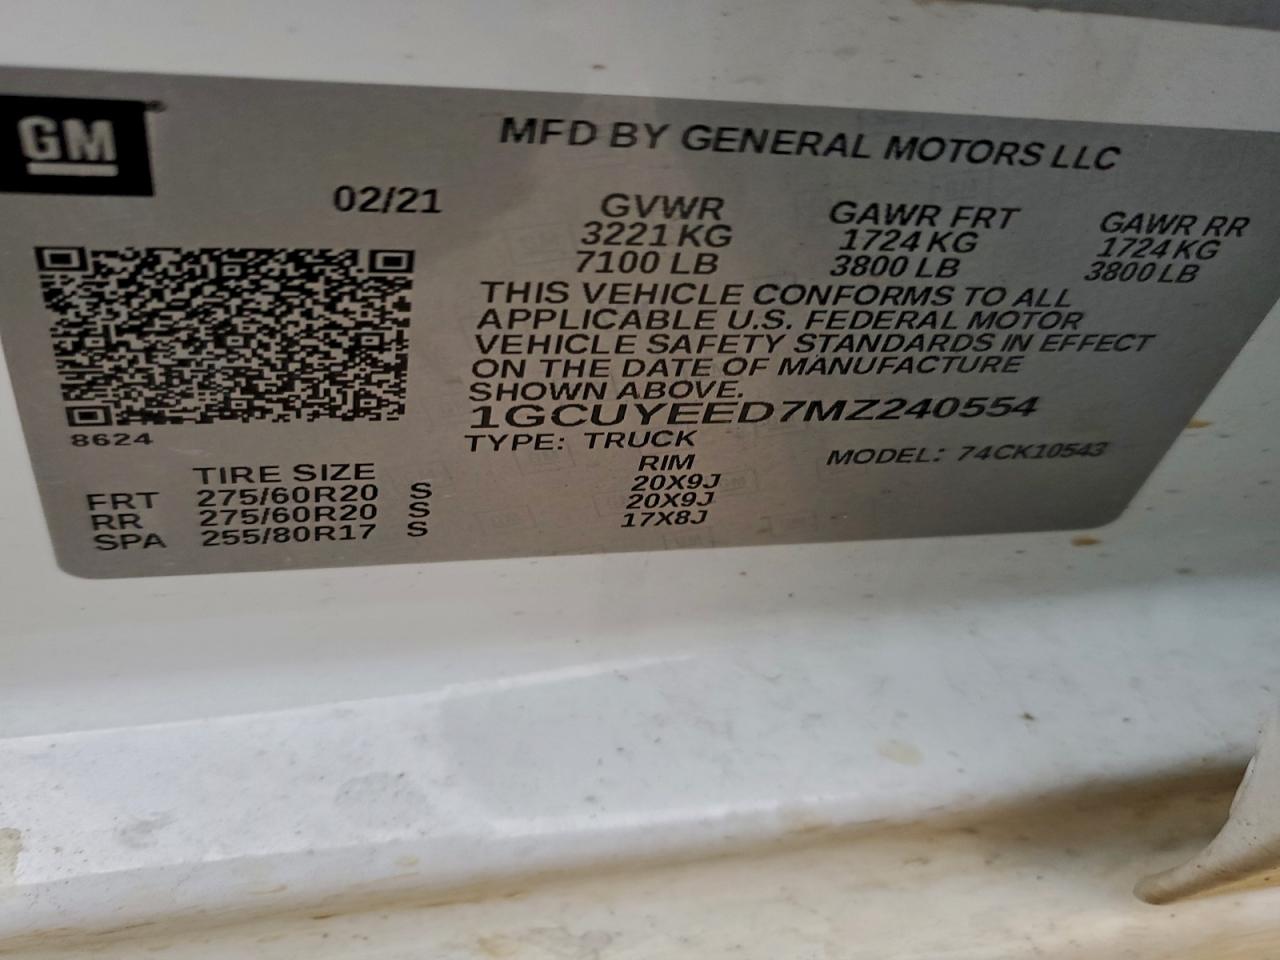 GM
MFD BY GENERAL MOTORS LLC
02/21
GVWR GAWR FRT GAWR RR
3221 KG 1724 KG 1724 KG
7100 LB 3800 LB 3800 LB
THIS VEHICLE CONFORMS TO ALL
APPLICABLE U.S. FEDERAL MOTOR
VEHICLE SAFETY STANDARDS IN EFFECT
ON THE DATE OF MANUFACTURE
SHOWN ABOVE.
1GCUYEED7MZ240554
8624
TYPE: TRUCK MODEL: 74CK10543
TIRE SIZE RIM
FRT 275/60R20 S 20X9J
RR 275/60R20 S 20X9J
SPA 255/80R17 S 17X8J